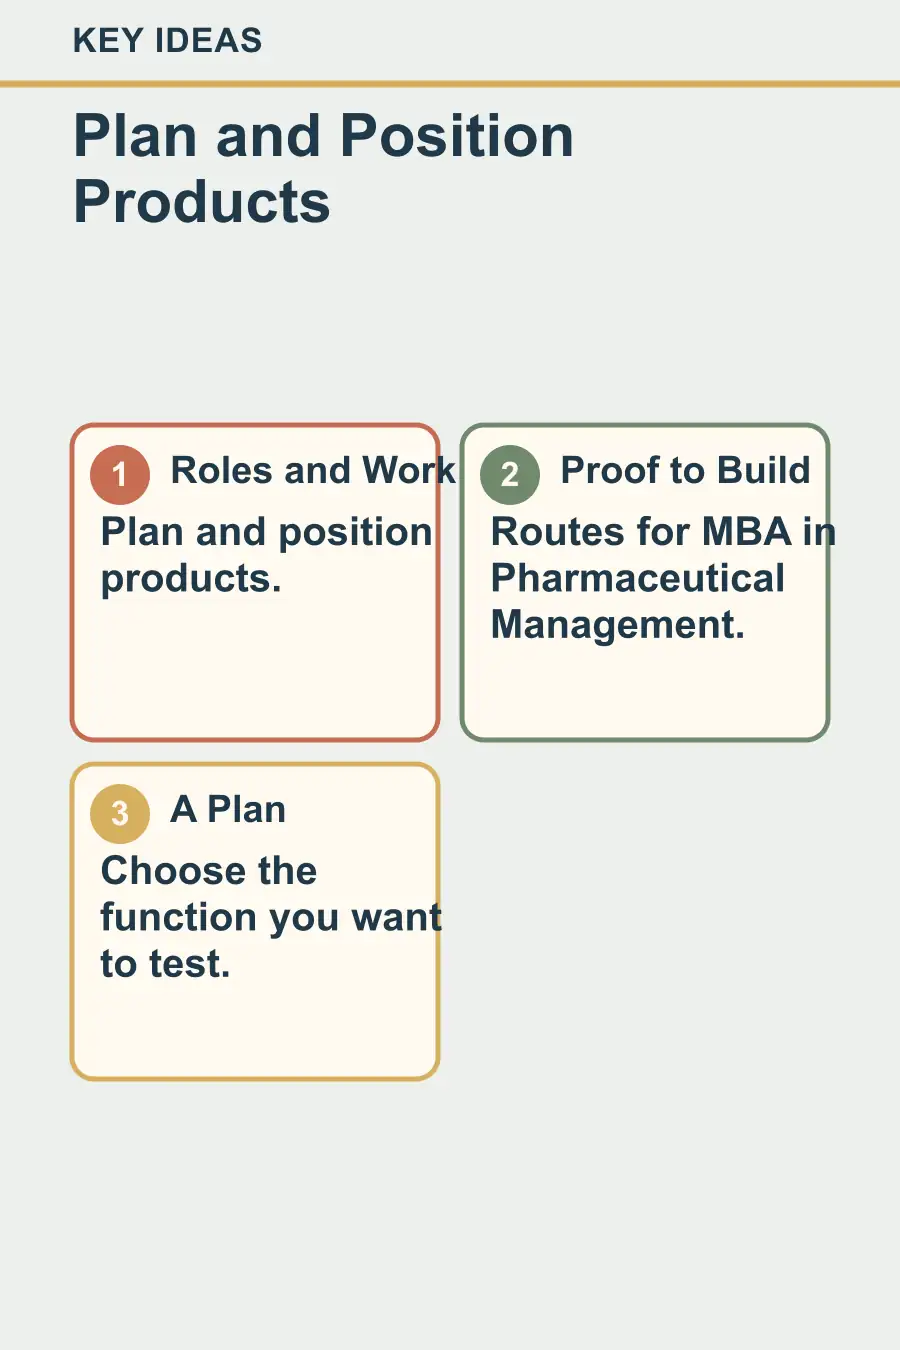 KEY IDEAS
Plan and Position
Products
1 Roles and Work
Plan and position
products.
2 Proof to Build
Routes for MBA in
Pharmaceutical
Management.
3 A Plan
Choose the
function you want
to test.